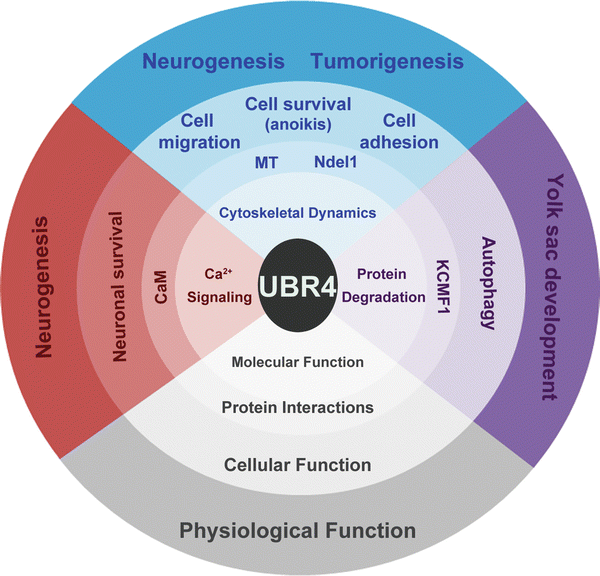 Neurogenesis Tumorigenesis
Cell survival
(anoikis)
Cell
migration
Cell
adhesion
MT
Ndel1
Cytoskeletal Dynamics
Neurogenesis
Neuronal survival
CaM
Ca²⁺
Signaling
UBR4
Protein
Degradation
KCMF1
Autophagy
Yolk sac development
Molecular Function
Protein Interactions
Cellular Function
Physiological Function